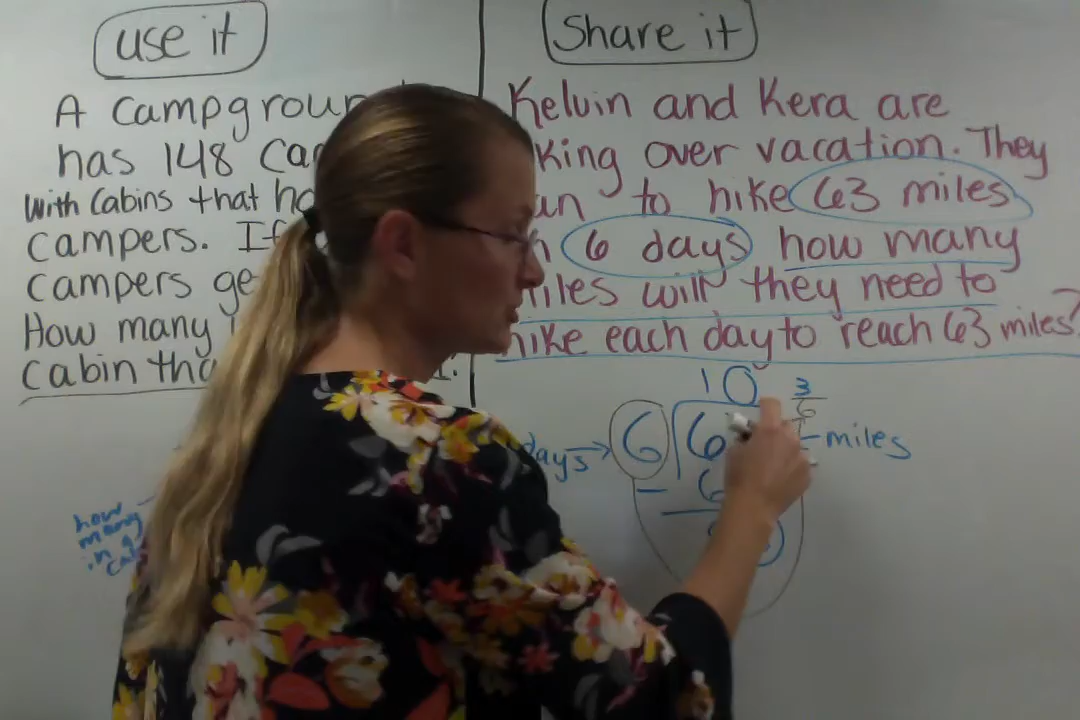 use it
A campgroun
has 148 Ca
with Cabins that ho
campers. If
campers ge
How many
cabin tha
Share it
Kelvin and Kera are
king over vacation. They
an to hike 63 miles
6 days how many
miles will they need to
hike each day to reach 63 miles?
10 3/6
days → 6 6 miles
- 6
how
many
in a